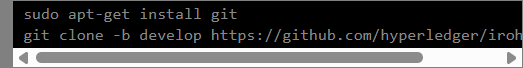 sudo apt-get install git
git clone -b develop https://github.com/hyperledger/iroh